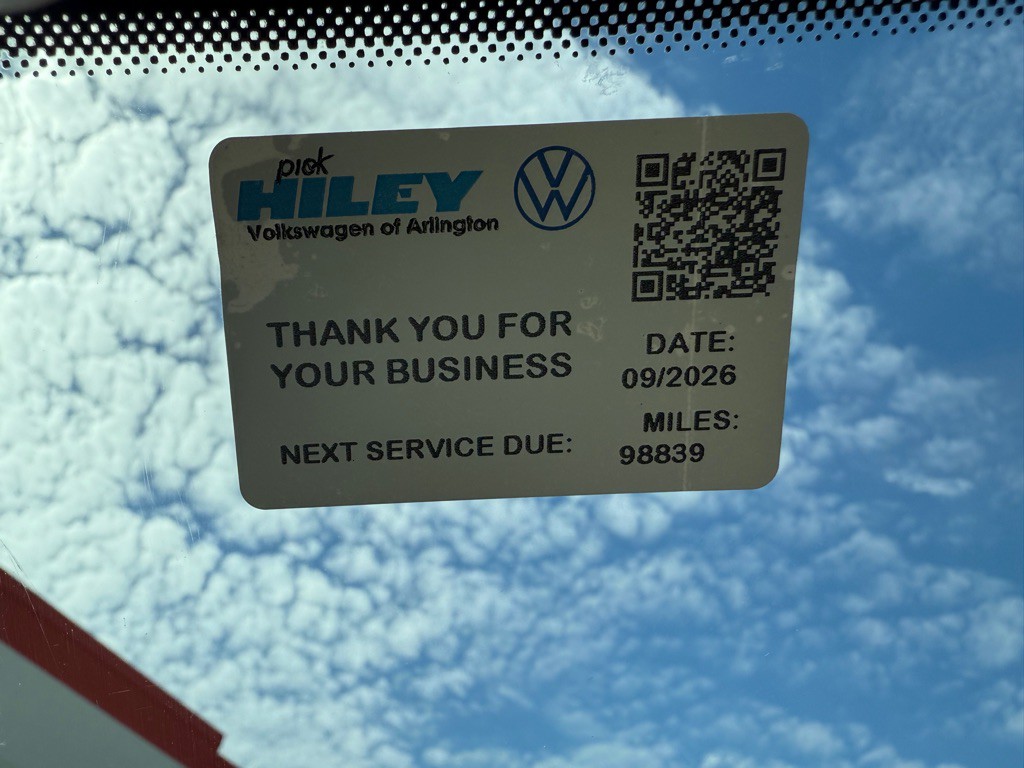 pick
HILEY
Volkswagen of Arlington
THANK YOU FOR
YOUR BUSINESS
DATE:
09/2026
MILES:
NEXT SERVICE DUE:
98839